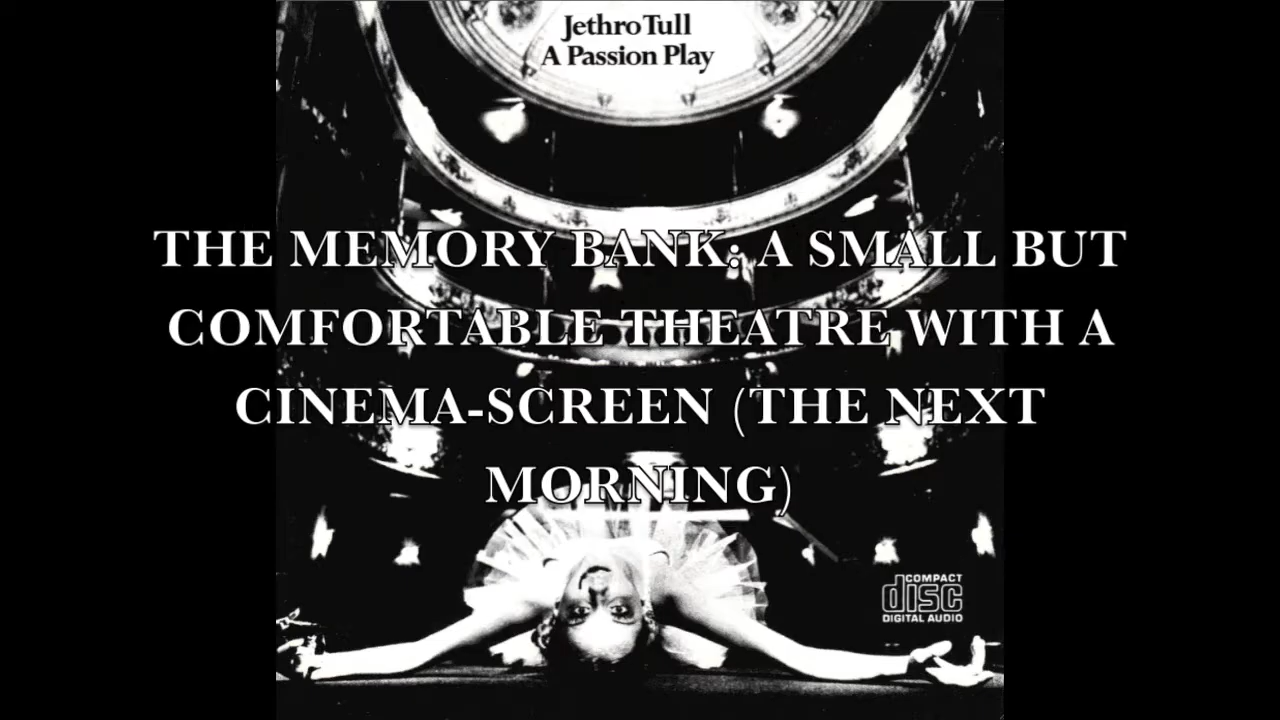 Jethro Tull
A Passion Play
THE MEMORY BANK: A SMALL BUT
COMFORTABLE THEATRE WITH A
CINEMA-SCREEN (THE NEXT
MORNING)
COMPACT
disc
DIGITAL AUDIO